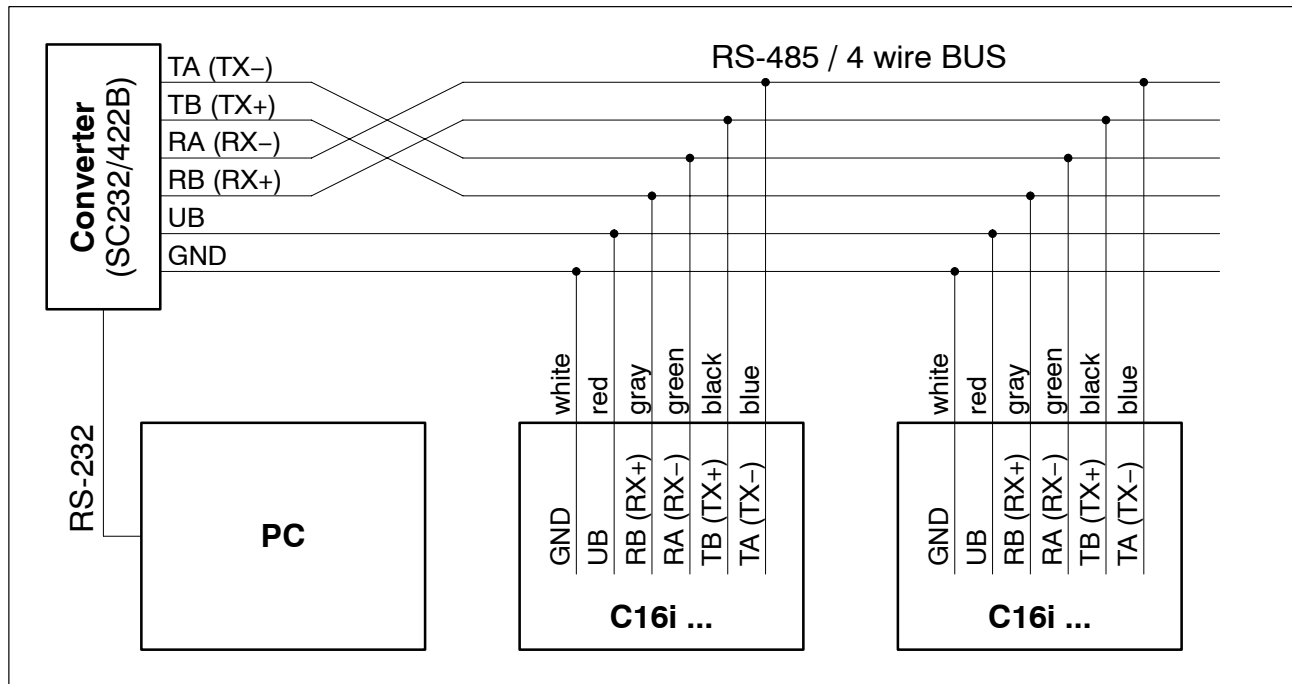 RS-485 / 4 wire BUS
Converter
(SC232/422B)
TA (TX−)
TB (TX+)
RA (RX−)
RB (RX+)
UB
GND
RS-232
PC
white
red
gray
green
black
blue
GND
UB
RB (RX+)
RA (RX−)
TB (TX+)
TA (TX−)
C16i ...
white
red
gray
green
black
blue
GND
UB
RB (RX+)
RA (RX−)
TB (TX+)
TA (TX−)
C16i ...